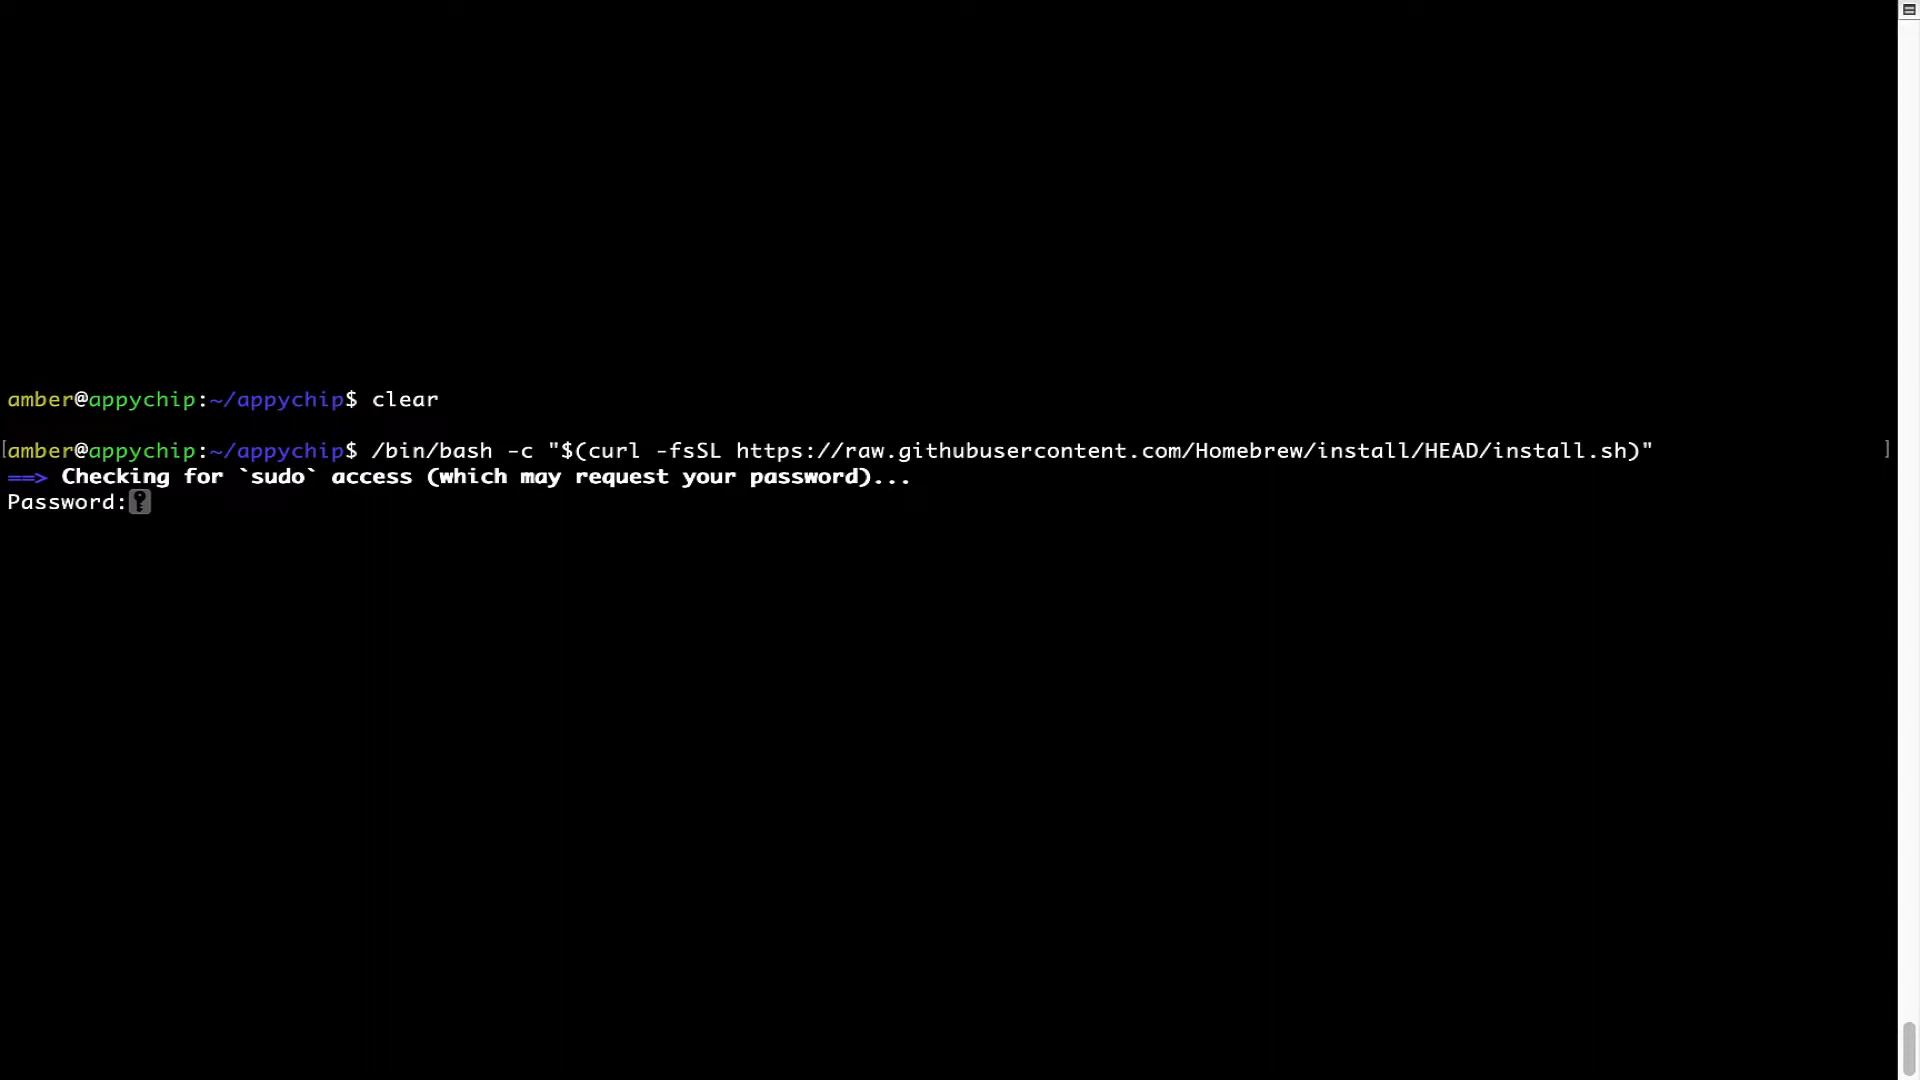 amber@appychip:~/appychip$ clear
[amber@appychip:~/appychip$ /bin/bash -c "$(curl -fsSL https://raw.githubusercontent.com/Homebrew/install/HEAD/install.sh)" ]
==> Checking for `sudo` access (which may request your password)...
Password: